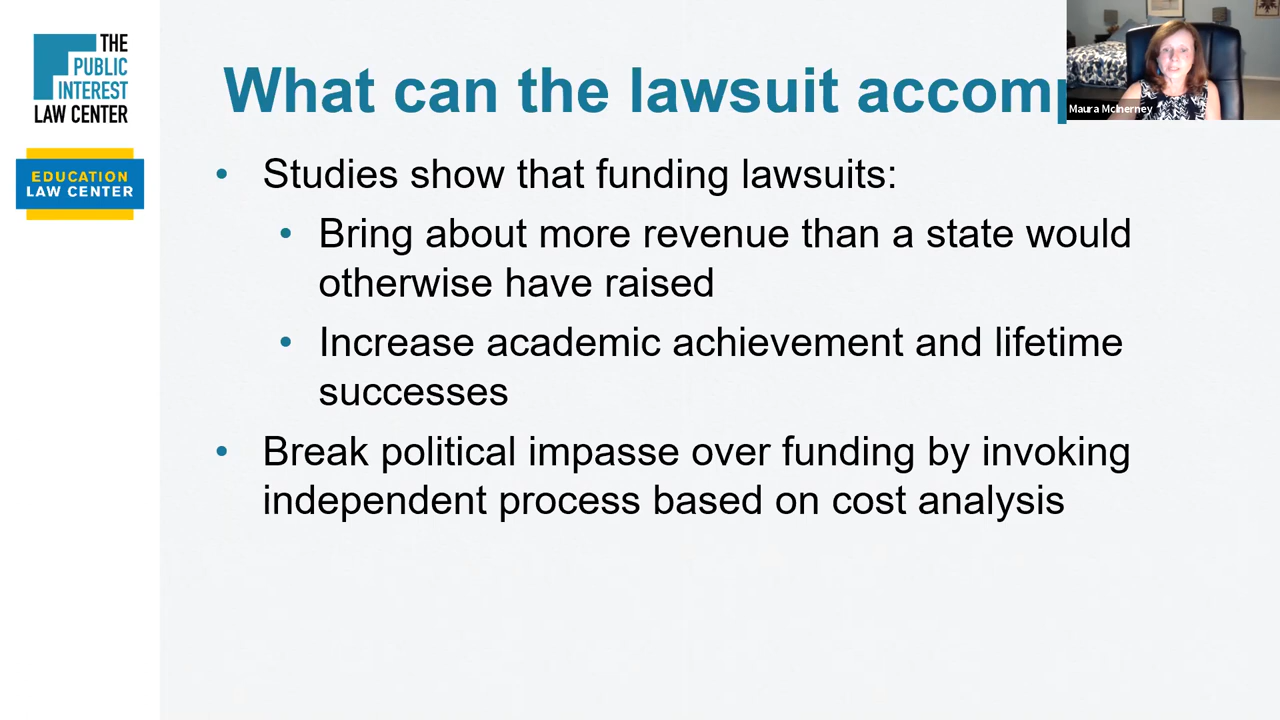 THE
PUBLIC
INTEREST
LAW CENTER
EDUCATION
LAW CENTER
What can the lawsuit accomp
Maura McInerney
• Studies show that funding lawsuits:
• Bring about more revenue than a state would
otherwise have raised
• Increase academic achievement and lifetime
successes
• Break political impasse over funding by invoking
independent process based on cost analysis